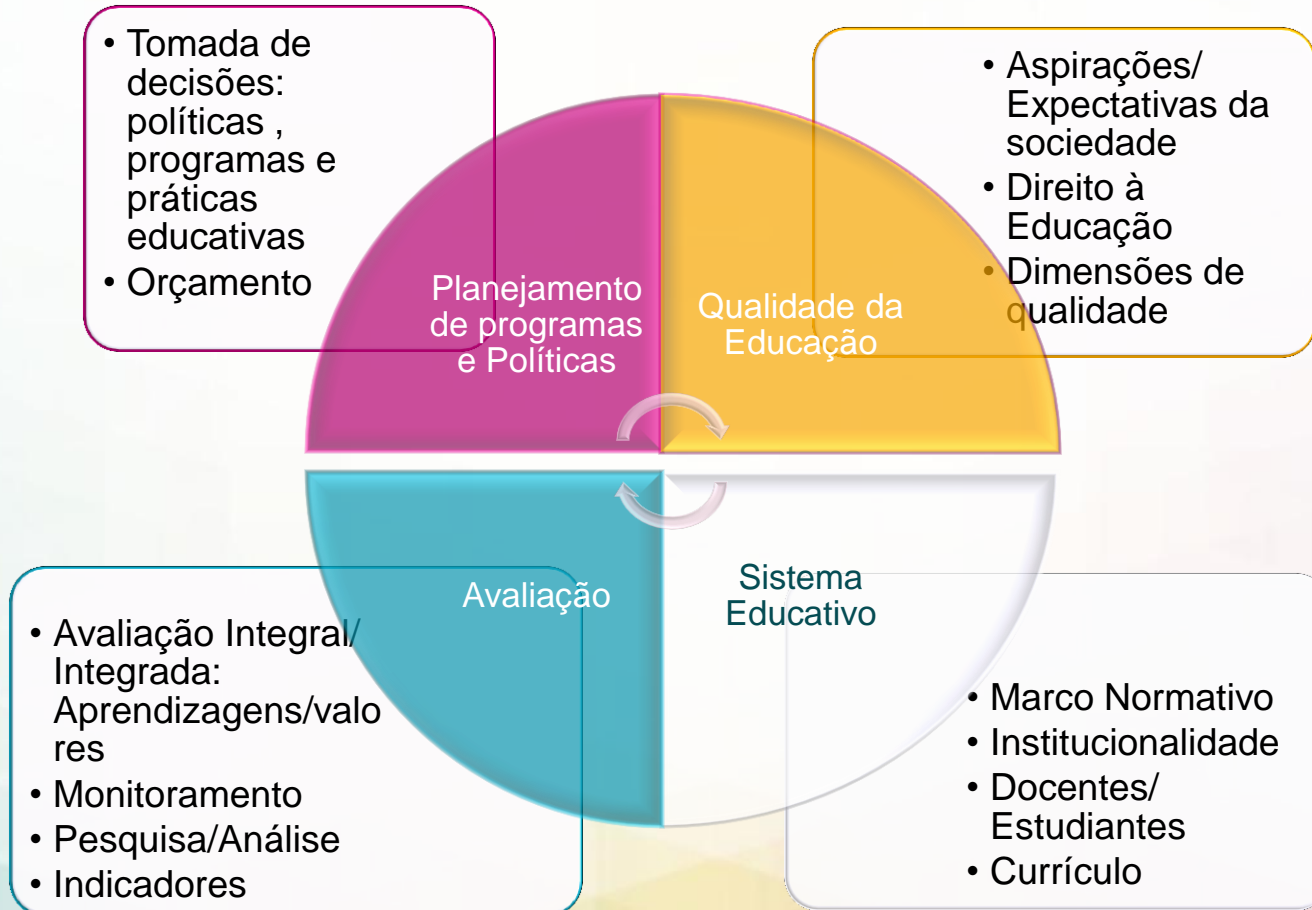 • Tomada de
decisões:
políticas ,
programas e
práticas
educativas
• Orçamento
• Aspirações/
Expectativas da
sociedade
• Direito à
Educação
• Dimensões de
qualidade
Planejamento
de programas
e Políticas
Qualidade da
Educação
Avaliação
Sistema
Educativo
• Avaliação Integral/
Integrada:
Aprendizagens/valo
res
• Monitoramento
• Pesquisa/Análise
• Indicadores
• Marco Normativo
• Institucionalidade
• Docentes/
Estudiantes
• Currículo